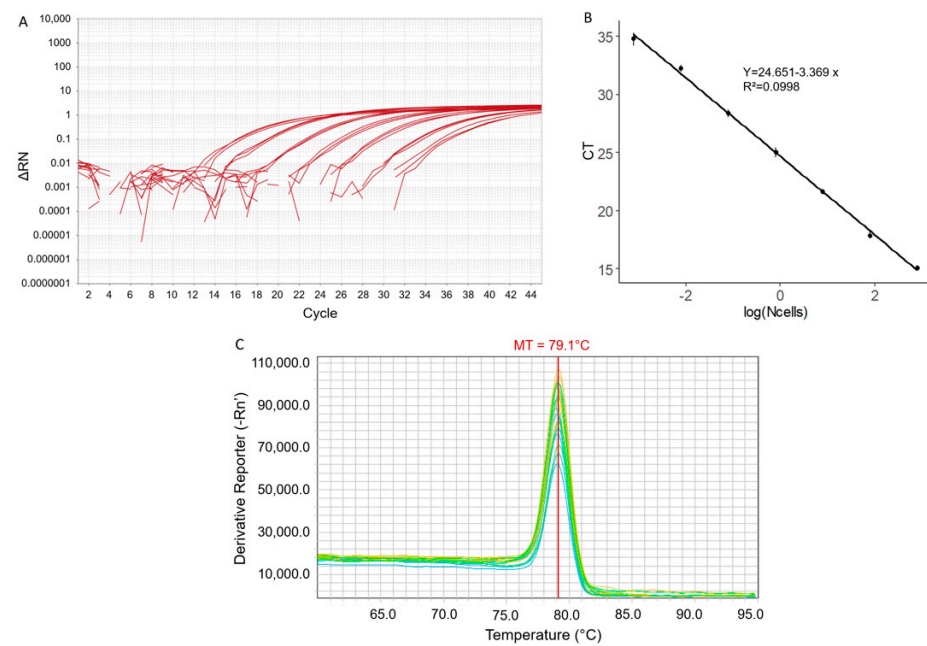 A
10,000
1000
100
10
1
0.1
0.01
0.001
0.0001
0.00001
0.000001
0.0000001
ΔRN
2 4 6 8 10 12 14 16 18 20 22 24 26 28 30 32 34 36 38 40 42 44
Cycle
B
35
30
25
20
15
CT
Y=24.651-3.369 x
R²=0.0998
-2 0 2
log(Ncells)
C
MT = 79.1°C
110,000.0
90,000.0
70,000.0
50,000.0
30,000.0
10,000.0
Derivative Reporter (-Rn’)
65.0 70.0 75.0 80.0 85.0 90.0 95.0
Temperature (°C)